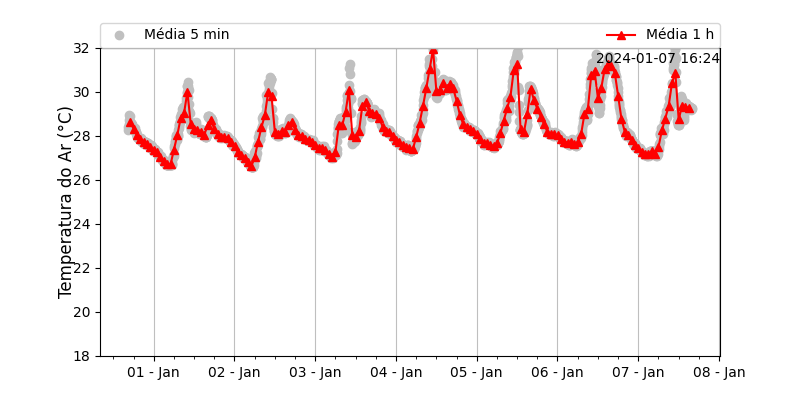 Média 5 min
Média 1 h
2024-01-07 16:24
Temperatura do Ar (°C)
32
30
28
26
24
22
20
18
01 - Jan
02 - Jan
03 - Jan
04 - Jan
05 - Jan
06 - Jan
07 - Jan
08 - Jan